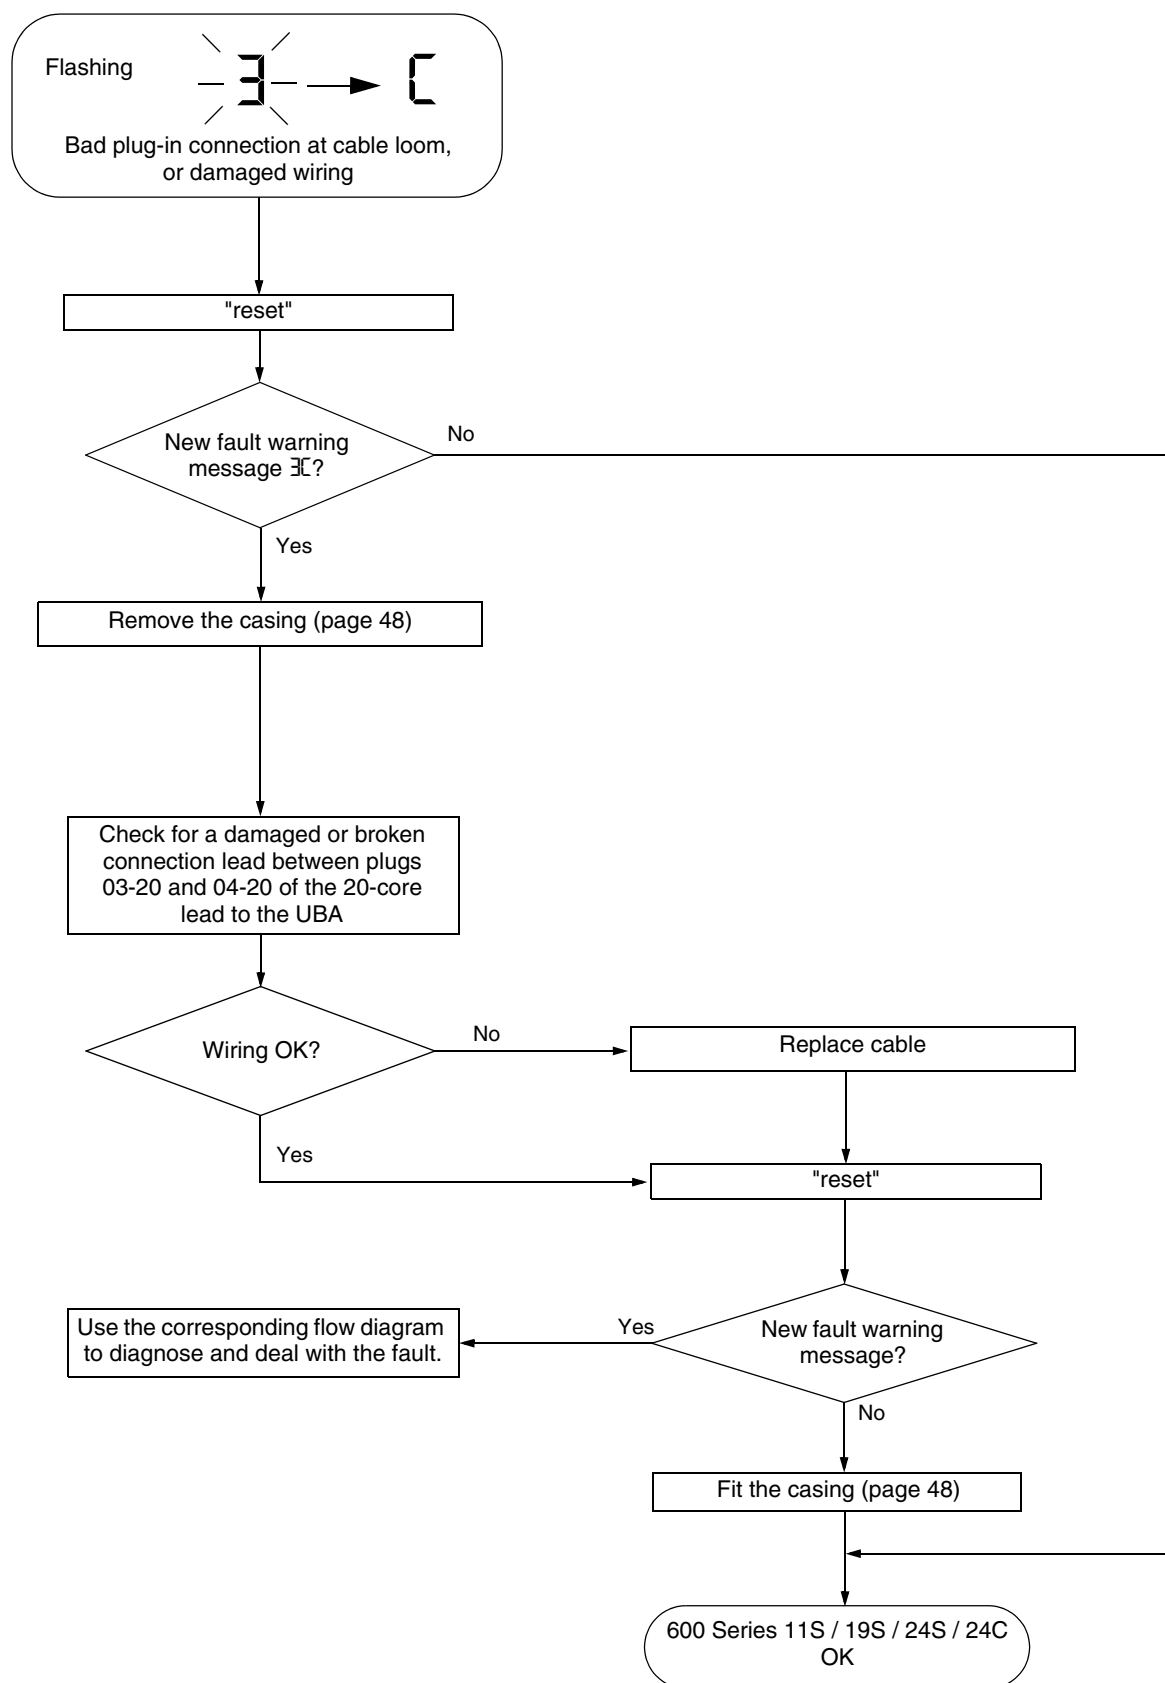 Flashing
3 C
Bad plug-in connection at cable loom,
or damaged wiring
"reset"
New fault warning
message 3C?
No
Yes
Remove the casing (page 48)
Check for a damaged or broken
connection lead between plugs
03-20 and 04-20 of the 20-core
lead to the UBA
Wiring OK?
No
Replace cable
Yes
"reset"
New fault warning
message?
Yes
Use the corresponding flow diagram
to diagnose and deal with the fault.
No
Fit the casing (page 48)
600 Series 11S / 19S / 24S / 24C
OK